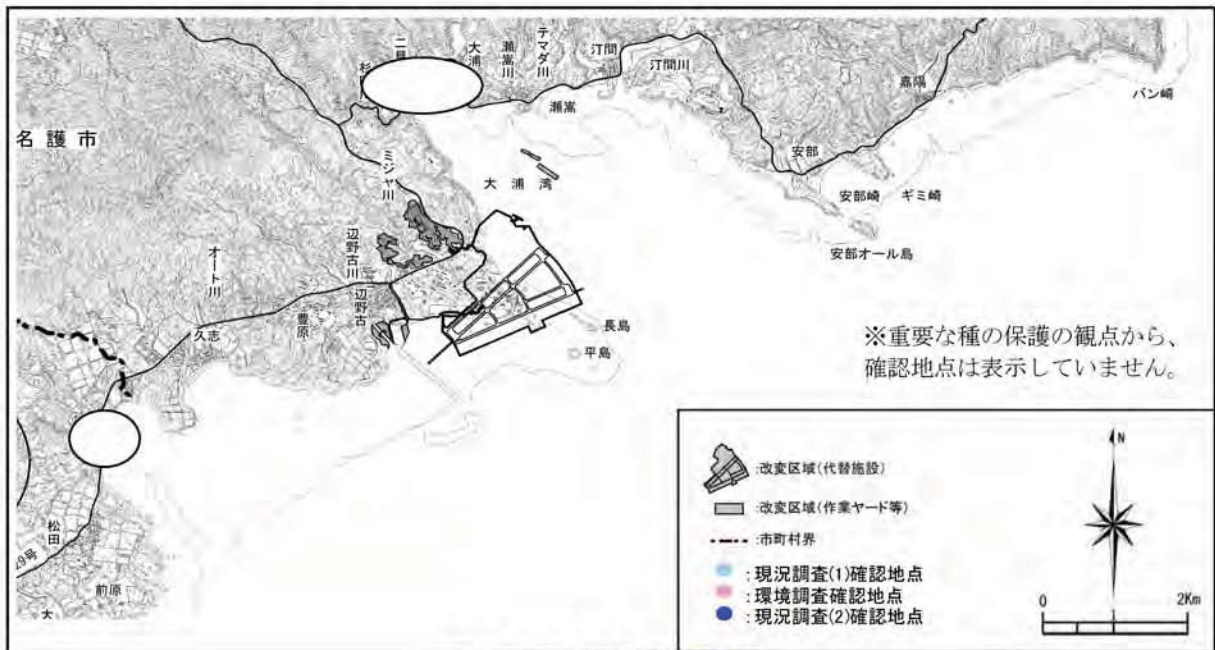 大浦
瀬嵩川
テマダ川
汀間
汀間川
瀬嵩
嘉陽
バン崎
名護市
ミジャ川
大浦湾
安部
安部崎
ギミ崎
安部オール島
辺野古川
辺野古
オート川
久志
豊原
長島
平島
※重要な種の保護の観点から、
確認地点は表示していません。
:改変区域(代替施設)
:改変区域(作業ヤード等)
:市町村界
:現況調査(1)確認地点
:環境調査確認地点
:現況調査(2)確認地点
N
0 2Km
松田
29号
前原
大